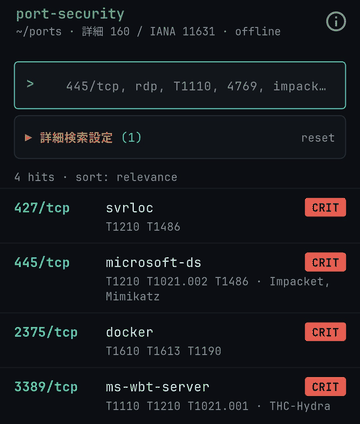 port-security
~/ports · 詳細 160 / IANA 11631 · offline
> 445/tcp, rdp, T1110, 4769, impack…
▶ 詳細検索設定 (1) reset
4 hits · sort: relevance
427/tcp svrloc CRIT
T1210 T1486
445/tcp microsoft-ds CRIT
T1210 T1021.002 T1486 · Impacket,
Mimikatz
2375/tcp docker CRIT
T1610 T1613 T1190
3389/tcp ms-wbt-server CRIT
T1110 T1210 T1021.001 · THC-Hydra